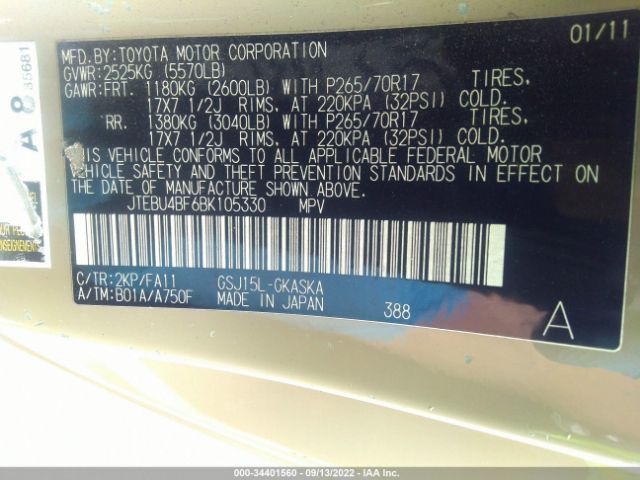 MFD.BY:TOYOTA MOTOR CORPORATION 01/11
GVWR:2525KG (5570LB)
GAWR:FRT. 1180KG (2600LB) WITH P265/70R17 TIRES,
17X7 1/2J RIMS, AT 220KPA (32PSI) COLD.
RR. 1380KG (3040LB) WITH P265/70R17 TIRES,
17X7 1/2J RIMS, AT 220KPA (32PSI) COLD.
THIS VEHICLE CONFORMS TO ALL APPLICABLE FEDERAL MOTOR
VEHICLE SAFETY AND THEFT PREVENTION STANDARDS IN EFFECT ON
THE DATE OF MANUFACTURE SHOWN ABOVE.
JTEBU4BF6BK105330 MPV
C/TR:2KP/FA11 GSJ15L-GKASKA
A/TM:B01A/A750F MADE IN JAPAN 388
A
A8 35681
000-34401560 - 09/13/2022 - IAA Inc.